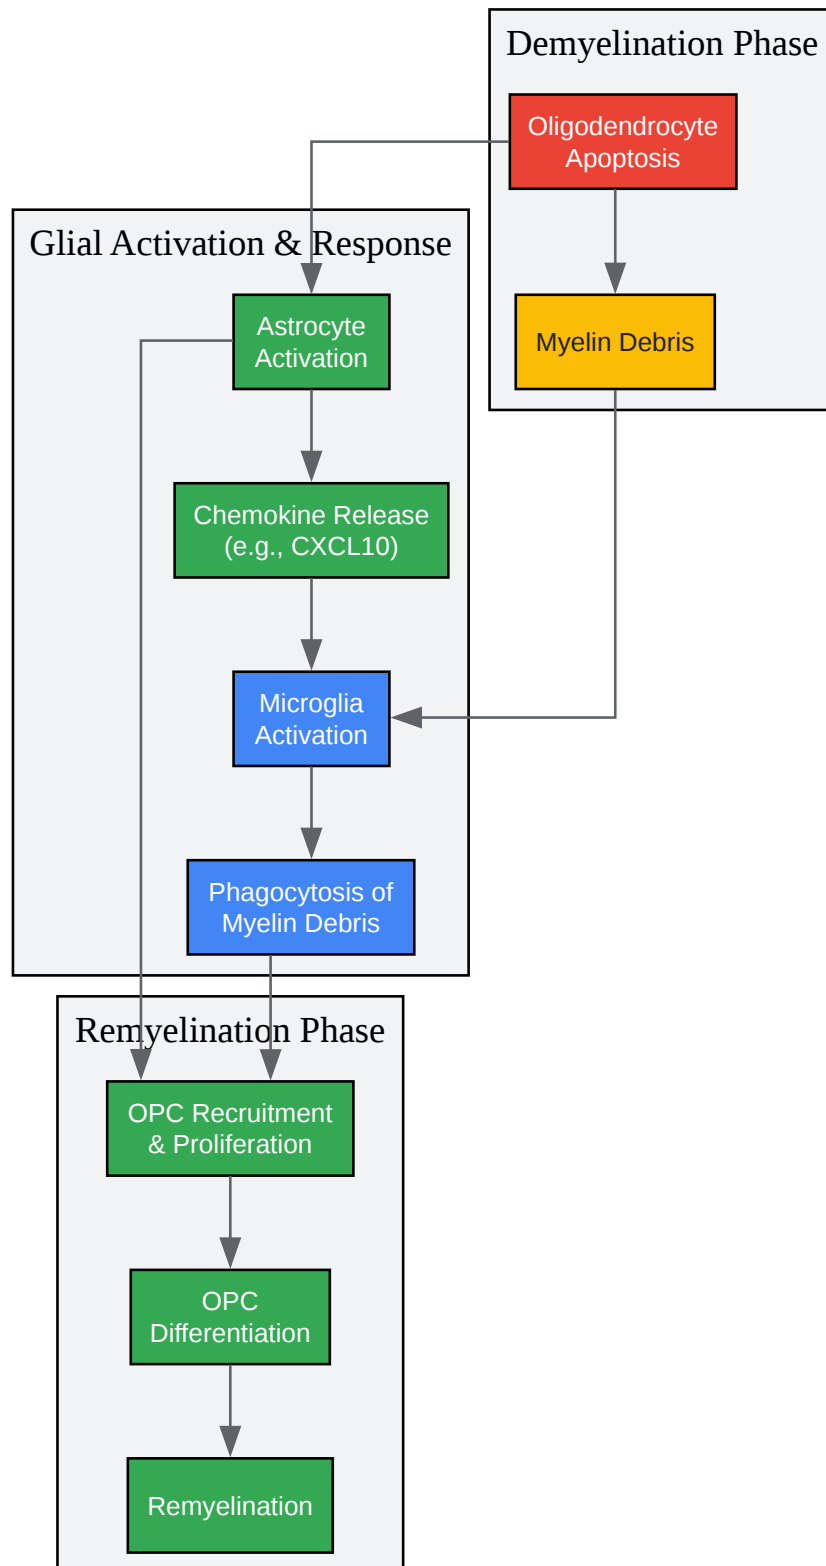 Demyelination Phase
Oligodendrocyte
Apoptosis
Myelin Debris
Glial Activation & Response
Astrocyte
Activation
Chemokine Release
(e.g., CXCL10)
Microglia
Activation
Phagocytosis of
Myelin Debris
Remyelination Phase
OPC Recruitment
& Proliferation
OPC
Differentiation
Remyelination